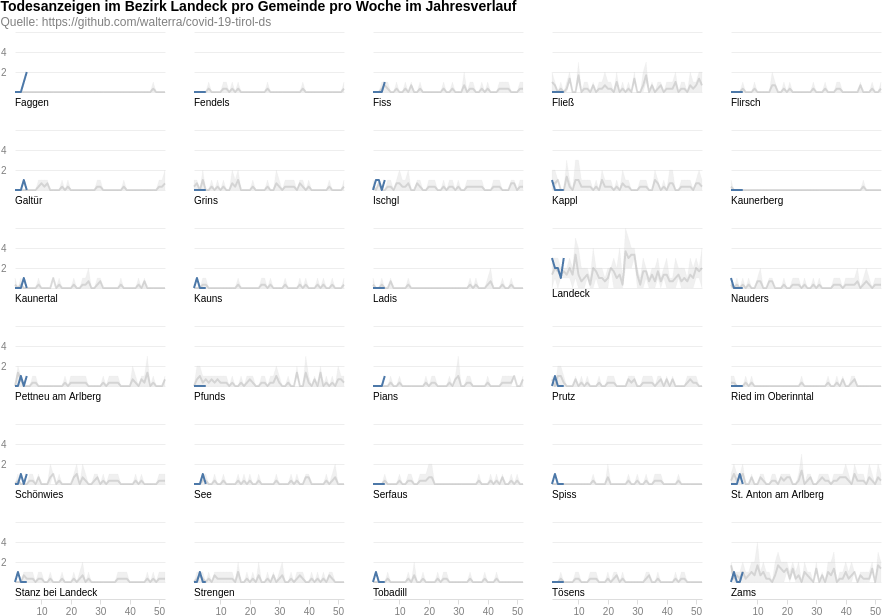 Todesanzeigen im Bezirk Landeck pro Gemeinde pro Woche im Jahresverlauf
Quelle: https://github.com/walterra/covid-19-tirol-ds
4
2
Faggen Fendels Fiss Fließ Flirsch
4
2
Galtür Grins Ischgl Kappl Kaunerberg
4
2
Kaunertal Kauns Ladis Landeck Nauders
4
2
Pettneu am Arlberg Pfunds Pians Prutz Ried im Oberinntal
4
2
Schönwies See Serfaus Spiss St. Anton am Arlberg
4
2
Stanz bei Landeck Strengen Tobadill Tösens Zams
10 20 30 40 50 10 20 30 40 50 10 20 30 40 50 10 20 30 40 50 10 20 30 40 50